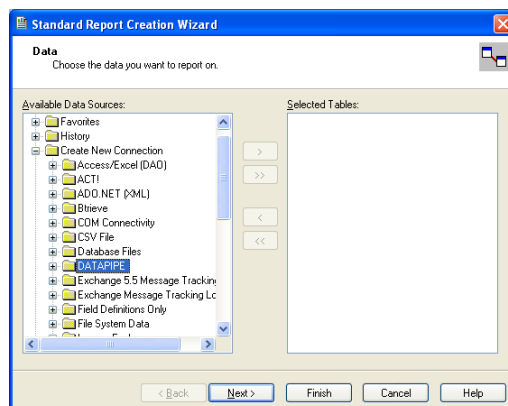 Standard Report Creation Wizard
Data
Choose the data you want to report on.
Available Data Sources:
Selected Tables:
Favorites
History
Create New Connection
Access/Excel (DAO)
ACT!
ADO.NET (XML)
Btrieve
COM Connectivity
CSV File
Database Files
DATAPIPE
Exchange 5.5 Message Tracking
Exchange Message Tracking Lo
Field Definitions Only
File System Data
>
>>
<
<<
< Back
Next >
Finish
Cancel
Help